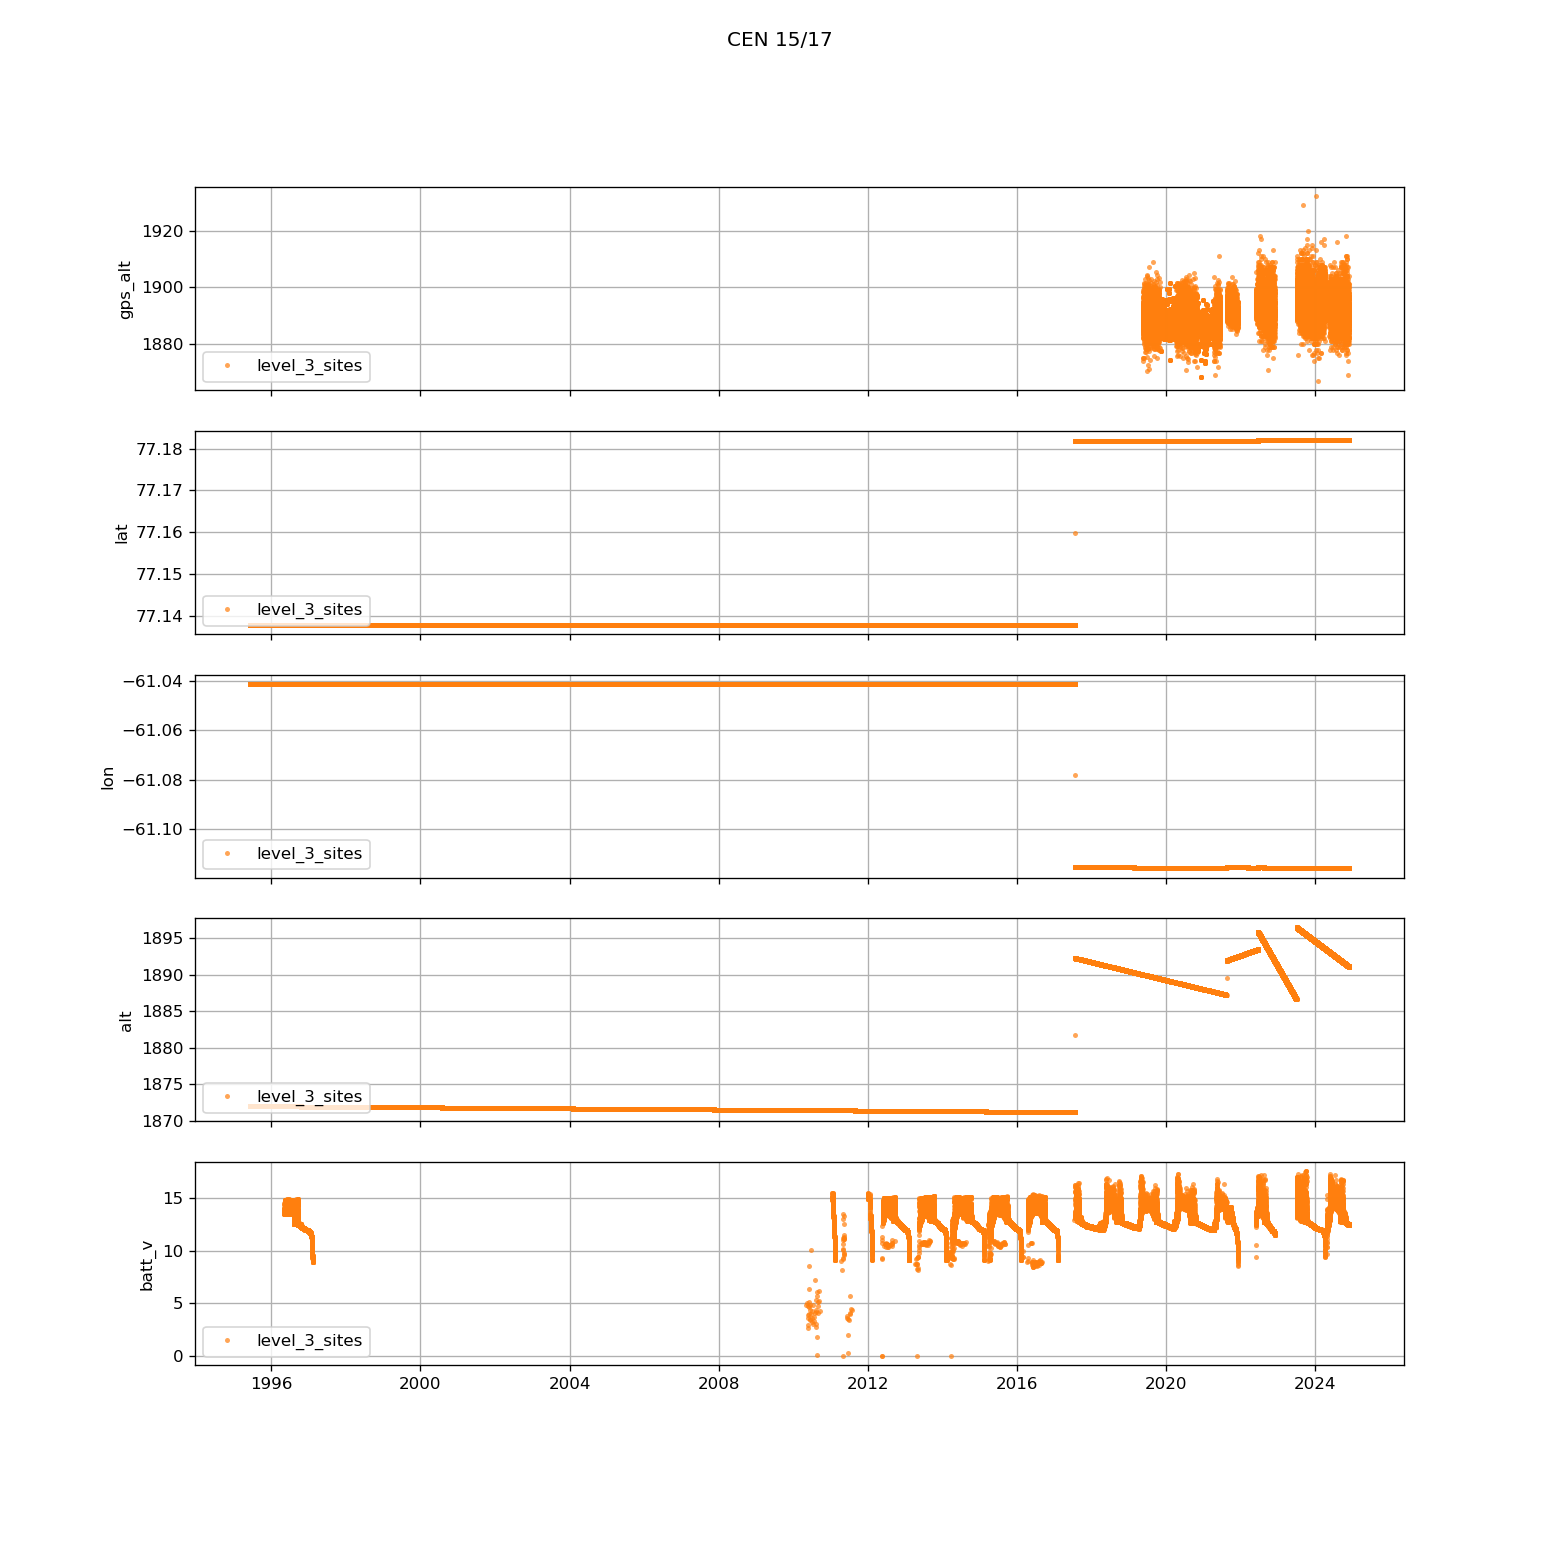 CEN 15/17
1920
1900
1880
gps_alt
level_3_sites
77.18
77.17
77.16
77.15
77.14
lat
level_3_sites
−61.04
−61.06
−61.08
−61.10
lon
level_3_sites
1895
1890
1885
1880
1875
1870
alt
level_3_sites
15
10
5
0
batt_v
level_3_sites
1996 2000 2004 2008 2012 2016 2020 2024